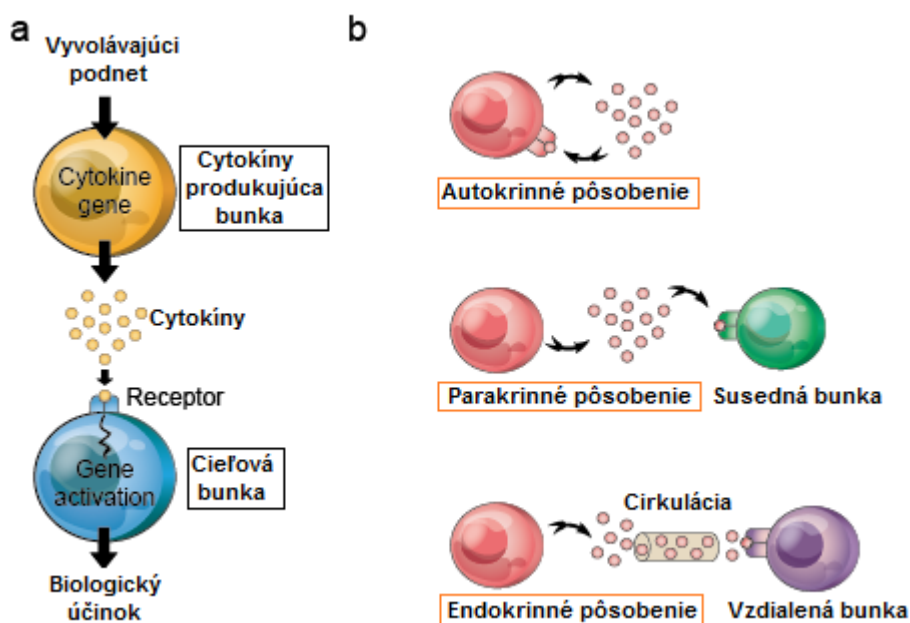 a
Vyvolávajúci
podnet
Cytokine
gene
Cytokíny
produkujúca
bunka
Cytokíny
Receptor
Gene
activation
Cieľová
bunka
Biologický
účinok
b
Autokrinné pôsobenie
Parakrinné pôsobenie
Susedná bunka
Cirkulácia
Endokrinné pôsobenie
Vzdialená bunka